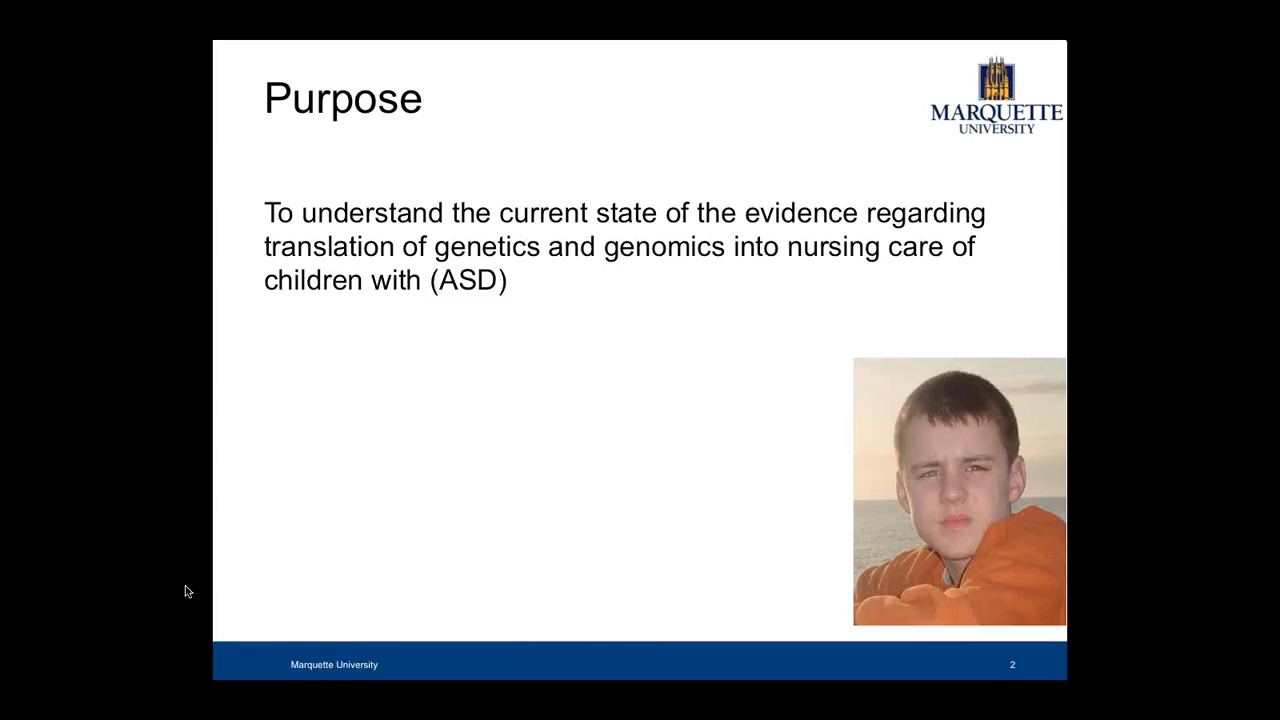 Purpose
MARQUETTE
UNIVERSITY
To understand the current state of the evidence regarding
translation of genetics and genomics into nursing care of
children with (ASD)
Marquette University
2